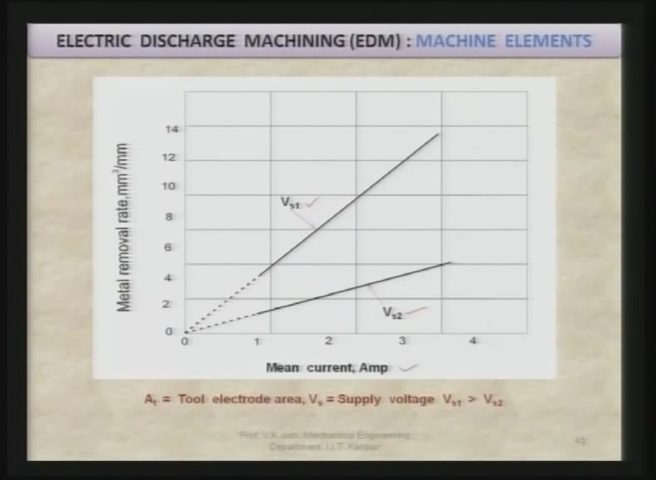 ELECTRIC DISCHARGE MACHINING (EDM) : MACHINE ELEMENTS
Metal removal rate,mm³/mm
14
12
10
8
6
4
2
0
Vs1
Vs2
0 1 2 3 4
Mean current, Amp
At = Tool electrode area, Vs = Supply voltage Vs1 > Vs2
Prof. V.K.Jain, Mechanical Engineering
Department, I.I.T. Kanpur